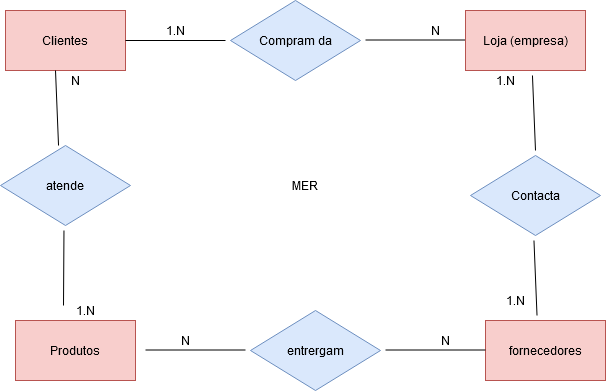 Clientes
1.N
Compram da
N
Loja (empresa)
N
1.N
atende
MER
Contacta
1.N
1.N
Produtos
N
entrergam
N
fornecedores